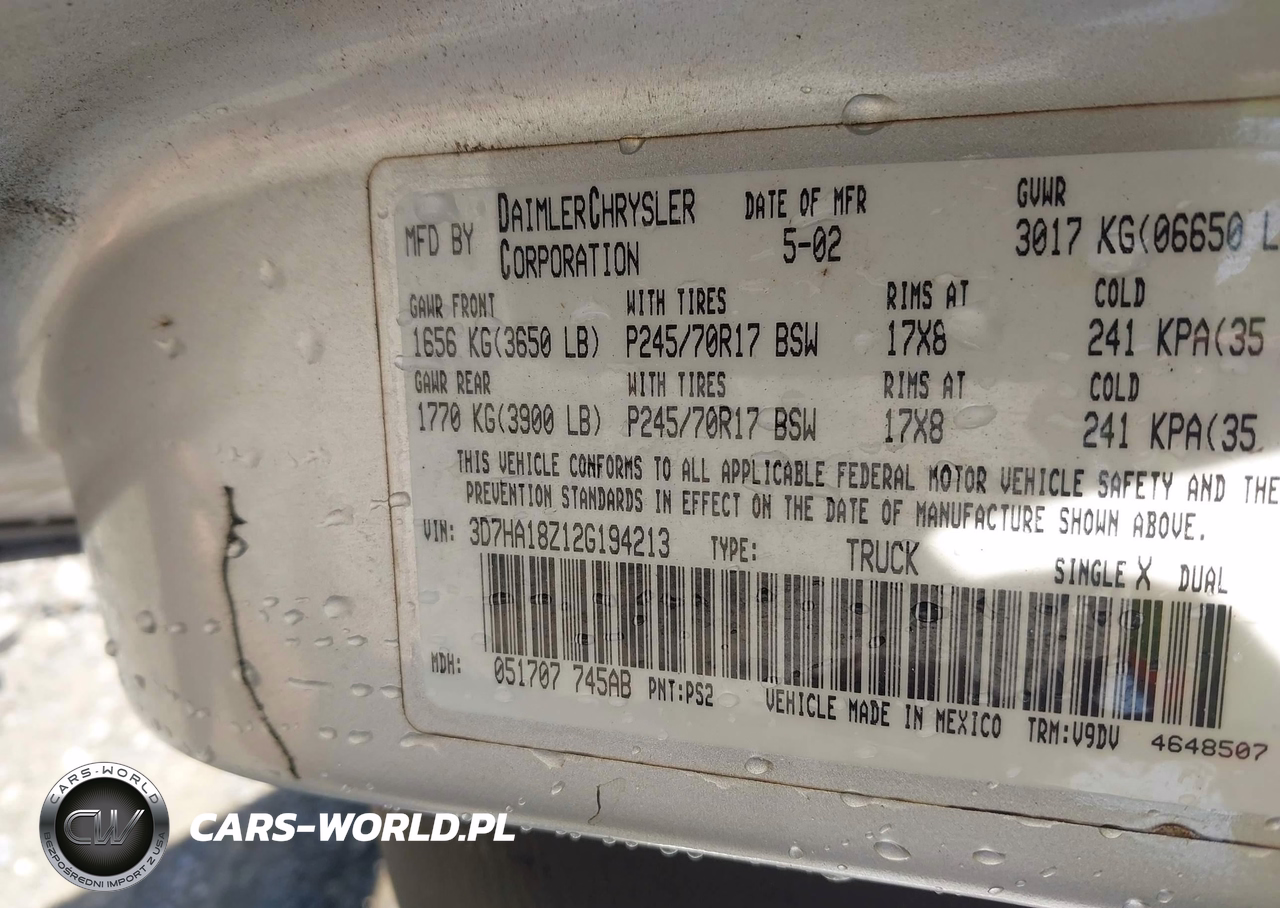 MFD BY DAIMLERCHRYSLER CORPORATION DATE OF MFR 5-02 GVWR 3017 KG(06650 L
GAWR FRONT WITH TIRES RIMS AT COLD
1656 KG(3650 LB) P245/70R17 BSW 17X8 241 KPA(35
GAWR REAR WITH TIRES RIMS AT COLD
1770 KG(3900 LB) P245/70R17 BSW 17X8 241 KPA(35
THIS VEHICLE CONFORMS TO ALL APPLICABLE FEDERAL MOTOR VEHICLE SAFETY AND THE
PREVENTION STANDARDS IN EFFECT ON THE DATE OF MANUFACTURE SHOWN ABOVE.
VIN: 3D7HA18Z12G194213 TYPE: TRUCK SINGLE X DUAL
MDH: 051707 745AB PNT:PS2 VEHICLE MADE IN MEXICO TRM:V9DV 4648507
CARS-WORLD
CW
BEZPOŚREDNI IMPORT Z USA
CARS-WORLD.PL